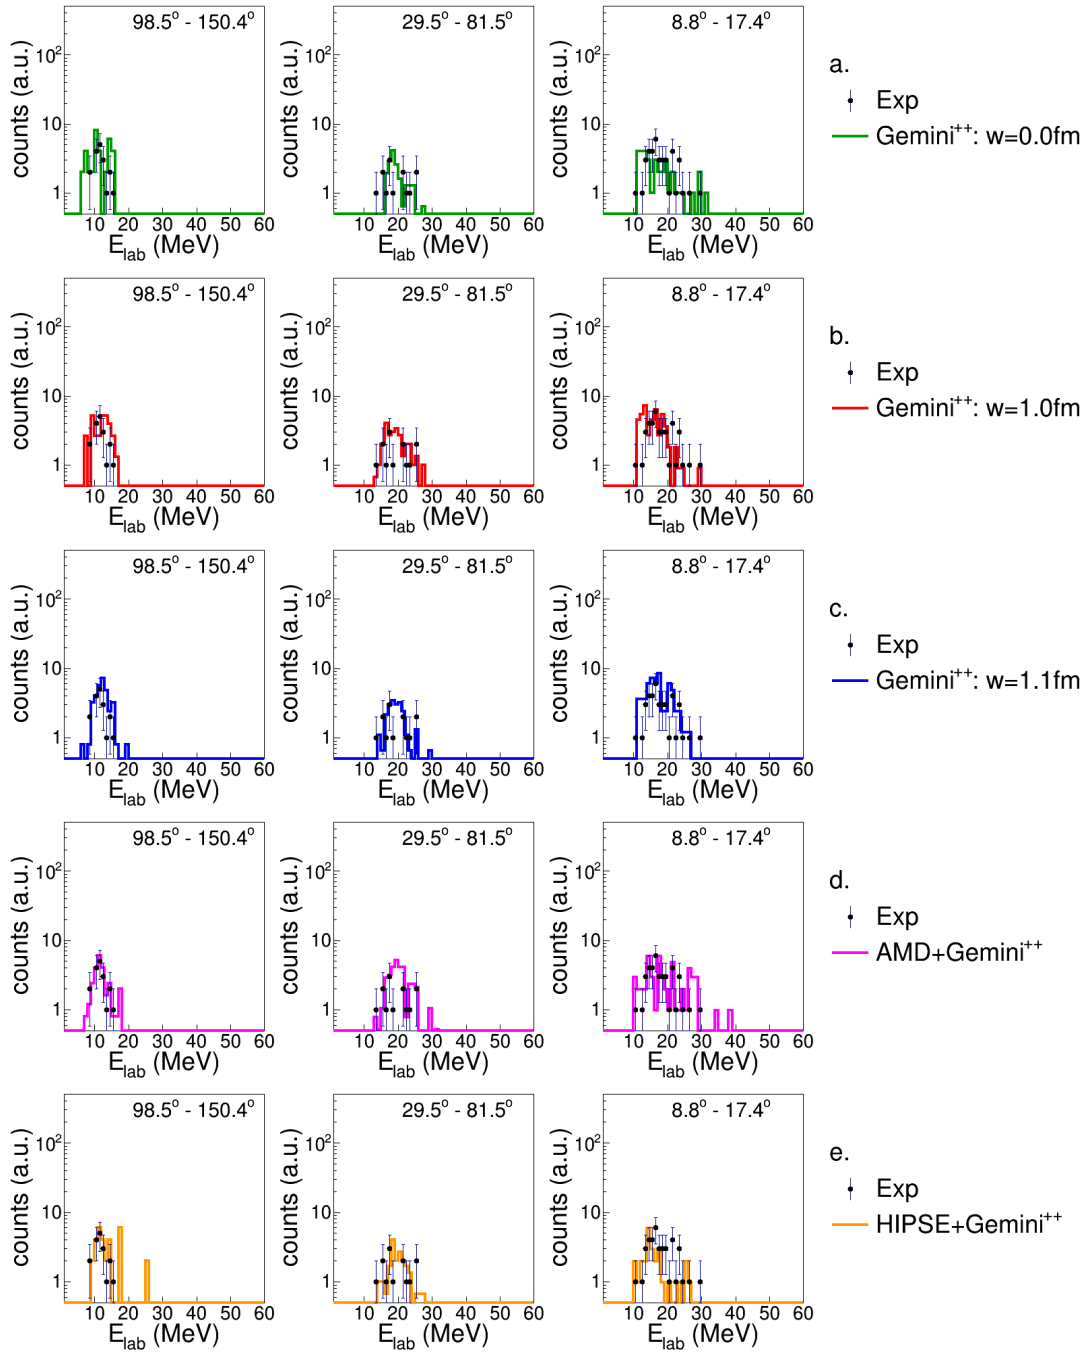 98.5° - 150.4°
29.5° - 81.5°
8.8° - 17.4°
a.
Exp
Gemini++: w=0.0fm
counts (a.u.)
10²
10
1
10 20 30 40 50 60
E_lab (MeV)
counts (a.u.)
10²
10
1
10 20 30 40 50 60
E_lab (MeV)
counts (a.u.)
10²
10
1
10 20 30 40 50 60
E_lab (MeV)
98.5° - 150.4°
29.5° - 81.5°
8.8° - 17.4°
b.
Exp
Gemini++: w=1.0fm
counts (a.u.)
10²
10
1
10 20 30 40 50 60
E_lab (MeV)
counts (a.u.)
10²
10
1
10 20 30 40 50 60
E_lab (MeV)
counts (a.u.)
10²
10
1
10 20 30 40 50 60
E_lab (MeV)
98.5° - 150.4°
29.5° - 81.5°
8.8° - 17.4°
c.
Exp
Gemini++: w=1.1fm
counts (a.u.)
10²
10
1
10 20 30 40 50 60
E_lab (MeV)
counts (a.u.)
10²
10
1
10 20 30 40 50 60
E_lab (MeV)
counts (a.u.)
10²
10
1
10 20 30 40 50 60
E_lab (MeV)
98.5° - 150.4°
29.5° - 81.5°
8.8° - 17.4°
d.
Exp
AMD+Gemini++
counts (a.u.)
10²
10
1
10 20 30 40 50 60
E_lab (MeV)
counts (a.u.)
10²
10
1
10 20 30 40 50 60
E_lab (MeV)
counts (a.u.)
10²
10
1
10 20 30 40 50 60
E_lab (MeV)
98.5° - 150.4°
29.5° - 81.5°
8.8° - 17.4°
e.
Exp
HIPSE+Gemini++
counts (a.u.)
10²
10
1
10 20 30 40 50 60
E_lab (MeV)
counts (a.u.)
10²
10
1
10 20 30 40 50 60
E_lab (MeV)
counts (a.u.)
10²
10
1
10 20 30 40 50 60
E_lab (MeV)